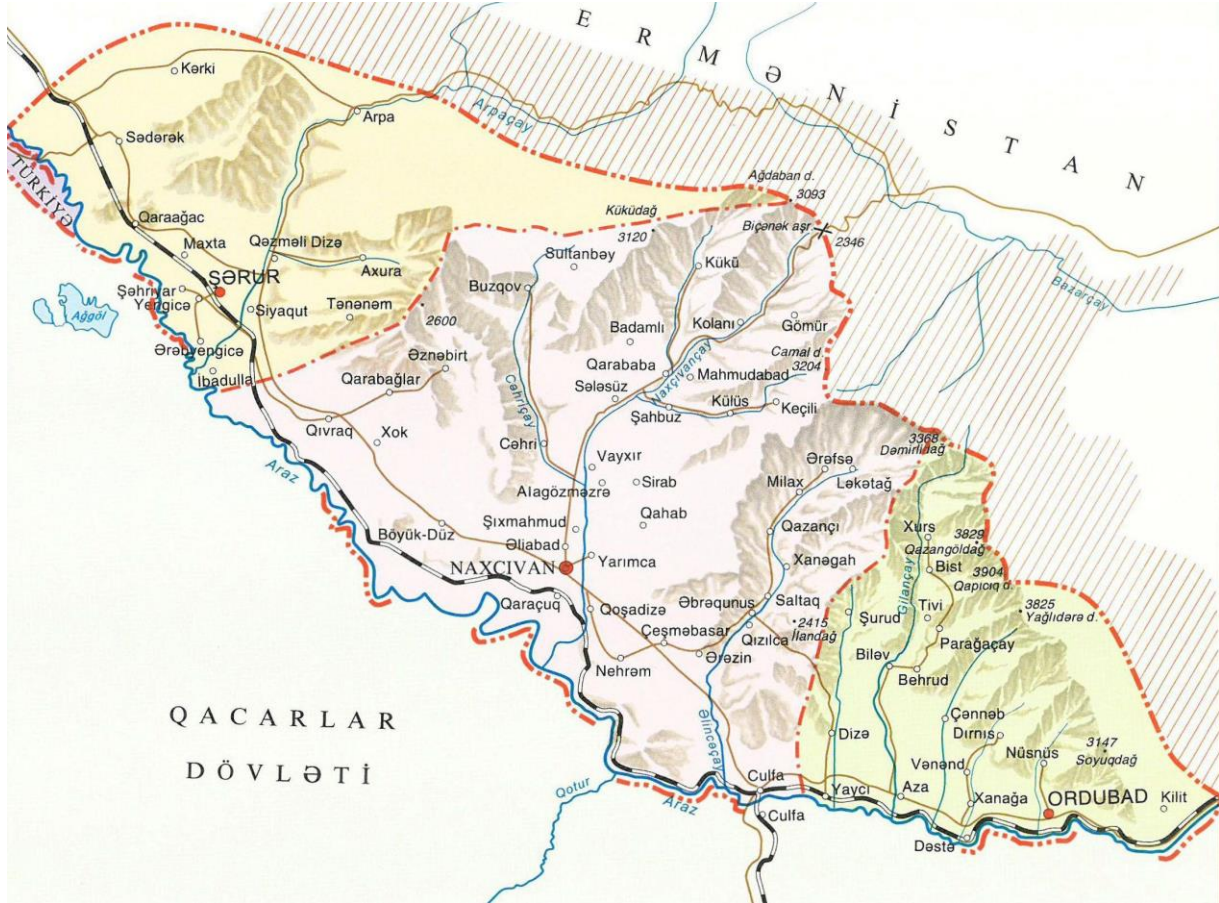 ERMƏNİSTAN
Kərki
Arpa
Arpaçay
Sədərək
TÜRKİYƏ
Ağdaban d.
3093
Qaraağac
Küküdağ
3120
Biçənək aşr
2346
Maxta
Qəzməli Dizə
Axura
Sultanbəy
Kükü
Bazarçay
ŞƏRUR
Şəhriyar
Yengicə
Buzqov
Ağgöl
Siyaqut
Tənənəm
2600
Badamlı
Kolanı
Gömür
Ərəbyengicə
Əznəbirt
Camal d.
3204
İbadulla
Qarabağlar
Qarababa
Naxçıvançay
Mahmudabad
Cəhriçay
Sələsüz
Külüs
Keçili
Şahbuz
Qıvraq
Xok
Cəhri
3368
Dəmirlidağ
Araz
Vayxır
Ərəfsə
Ləkətağ
Alagözməzrə
Sirab
Milax
Böyük-Düz
Şıxmahmud
Qahab
Qazançı
Xurs
3829
Qazangöldağ
Əliabad
NAXÇIVAN
Yarımca
Xanəgah
Bist
3904
Qapıcıq d.
Gilançay
Qaraçuq
Qoşadizə
Əbrəqunus
Saltaq
Şurud
Tivi
3825
Yağlıdərə d.
Çeşməbasar
Qızılca
2415
İlandağ
Parağaçay
Nehrəm
Ərəzin
Biləv
Behrud
QACARLAR
DÖVLƏTİ
Əlincəçay
Dizə
Çənnəb
Dırnıs
Nüsnüs
3147
Soyuqdağ
Vənənd
Qotur
Araz
Culfa
Yaycı
Aza
Xanağa
ORDUBAD
Kilit
Culfa
Dəstə